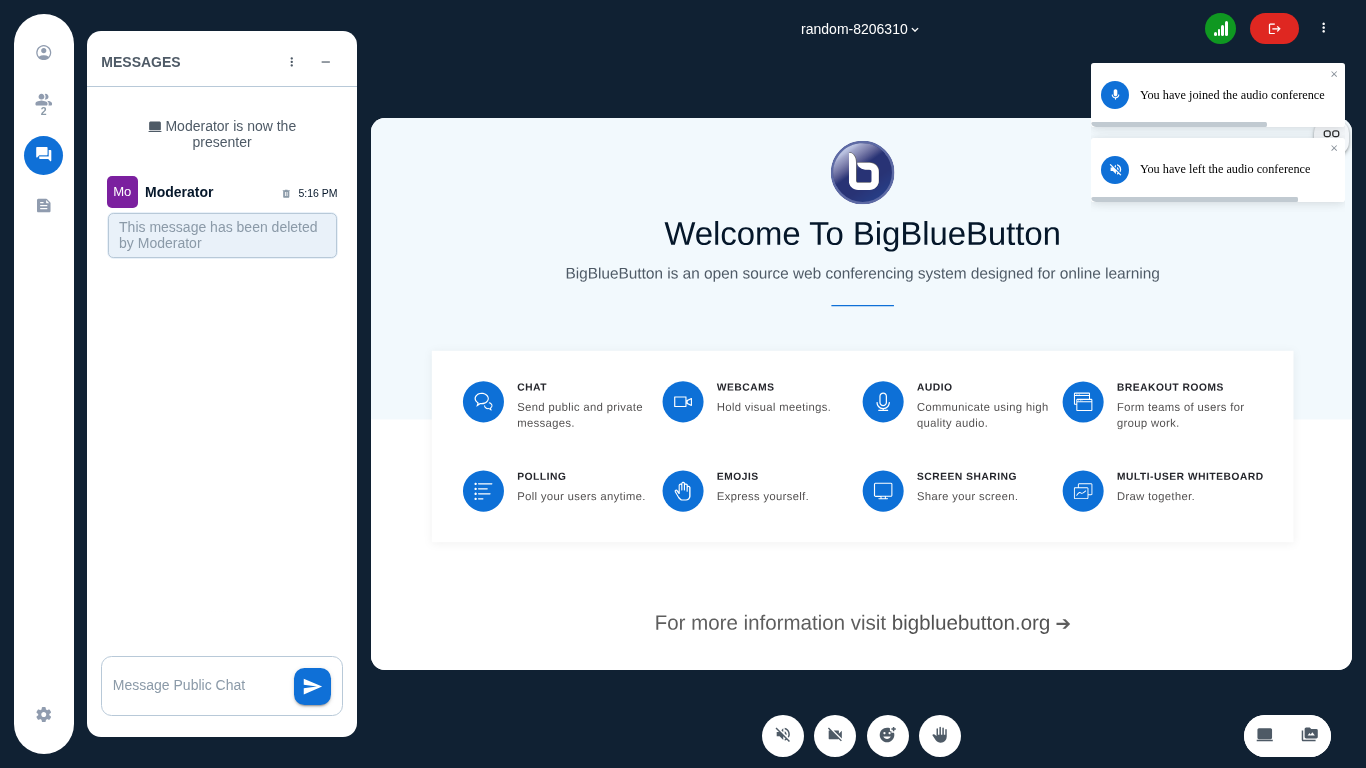 random-8206310
2
MESSAGES
Moderator is now the
presenter
Mo
Moderator
5:16 PM
This message has been deleted
by Moderator
Message Public Chat
You have joined the audio conference
You have left the audio conference
Welcome To BigBlueButton
BigBlueButton is an open source web conferencing system designed for online learning
CHAT
Send public and private
messages.
WEBCAMS
Hold visual meetings.
AUDIO
Communicate using high
quality audio.
BREAKOUT ROOMS
Form teams of users for
group work.
POLLING
Poll your users anytime.
EMOJIS
Express yourself.
SCREEN SHARING
Share your screen.
MULTI-USER WHITEBOARD
Draw together.
For more information visit bigbluebutton.org ➔